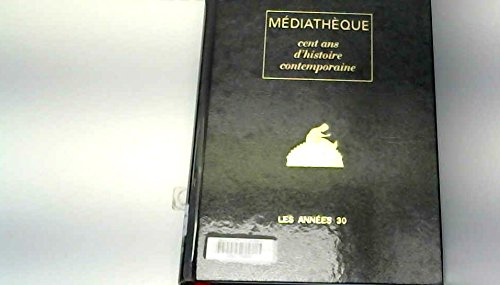 MÉDIATHÈQUE
cent ans
d'histoire
contemporaine
LES ANNÉES 30